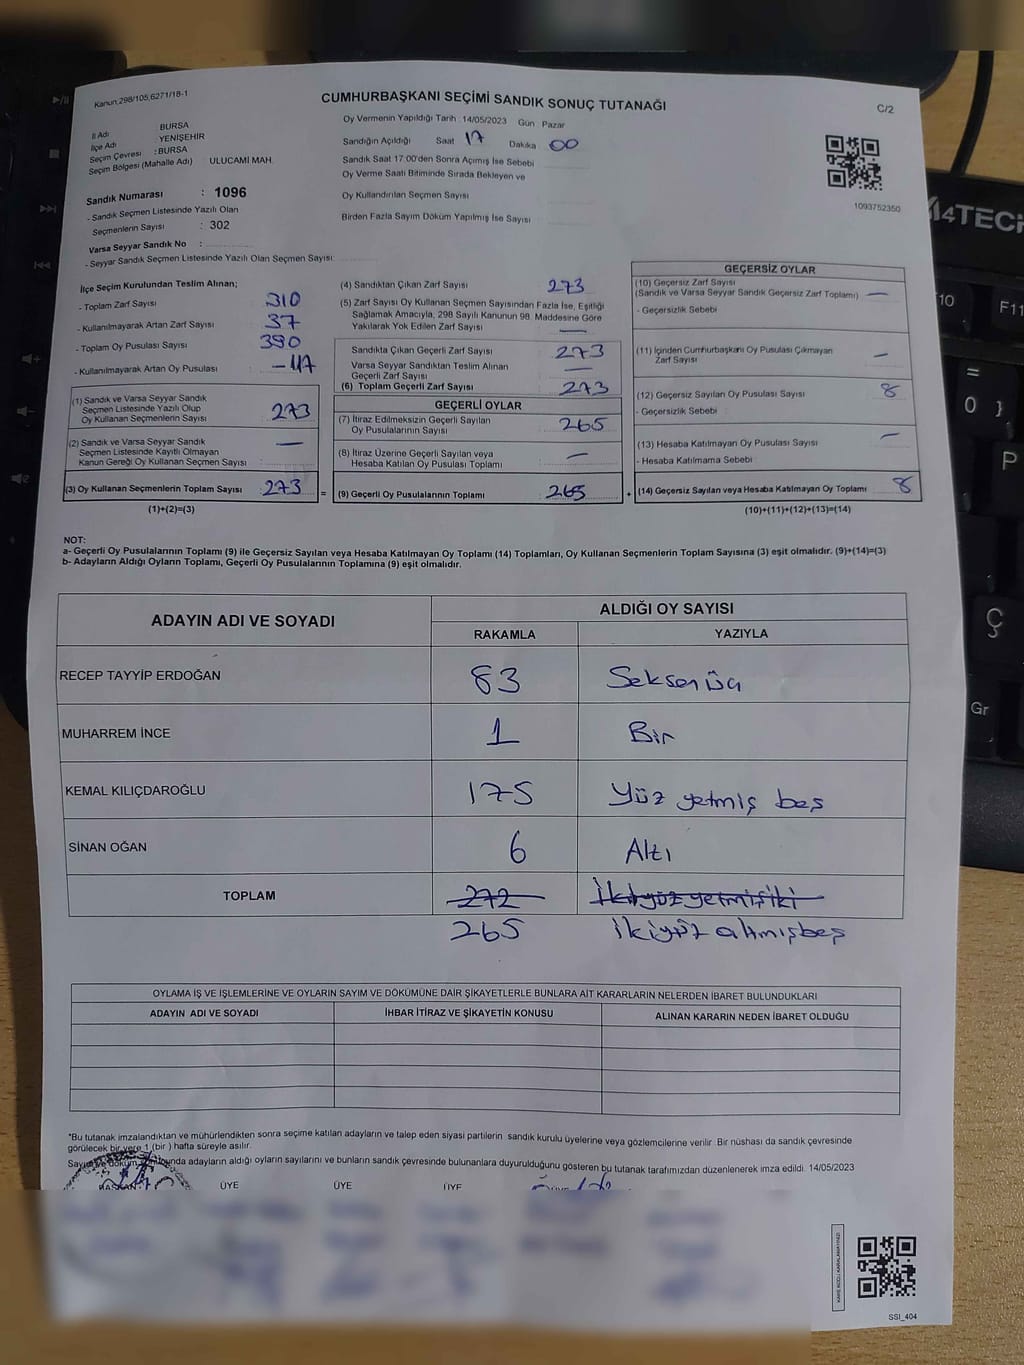 Kanun;298/105;6271/18-1
CUMHURBAŞKANI SEÇİMİ SANDIK SONUÇ TUTANAĞI
C/2
İl Adı BURSA
İlçe Adı YENİŞEHİR
Seçim Çevresi : BURSA
Seçim Bölgesi (Mahalle Adı) ULUCAMİ MAH.
Sandık Numarası : 1096
- Sandık Seçmen Listesinde Yazılı Olan
Seçmenlerin Sayısı : 302
Varsa Seyyar Sandık No :
- Seyyar Sandık Seçmen Listesinde Yazılı Olan Seçmen Sayısı:
Oy Vermenin Yapıldığı Tarih : 14/05/2023 Gün : Pazar
Sandığın Açıldığı Saat 17 Dakika 00
Sandık Saat 17:00'den Sonra Açımış İse Sebebi
Oy Verme Saati Bitiminde Sırada Bekleyen ve
Oy Kullandırılan Seçmen Sayısı
Birden Fazla Sayım Döküm Yapılmış İse Sayısı
1093752350
A4TECH
İlçe Seçim Kurulundan Teslim Alınan;
- Toplam Zarf Sayısı 310
- Kullanılmayarak Artan Zarf Sayısı 37
- Toplam Oy Pusulası Sayısı 390
- Kullanılmayarak Artan Oy Pusulası - 117
(1) Sandık ve Varsa Seyyar Sandık
Seçmen Listesinde Yazılı Olup
Oy Kullanan Seçmenlerin Sayısı 273
(2) Sandık ve Varsa Seyyar Sandık
Seçmen Listesinde Kayıtlı Olmayan
Kanun Gereği Oy Kullanan Seçmen Sayısı : —
(3) Oy Kullanan Seçmenlerin Toplam Sayısı 273 =
(1)+(2)=(3)
(4) Sandıktan Çıkan Zarf Sayısı 273
(5) Zarf Sayısı Oy Kullanan Seçmen Sayısından Fazla İse, Eşitliği
Sağlamak Amacıyla, 298 Sayılı Kanunun 98. Maddesine Göre
Yakılarak Yok Edilen Zarf Sayısı —
Sandıkta Çıkan Geçerli Zarf Sayısı 273
Varsa Seyyar Sandıktan Teslim Alınan
Geçerli Zarf Sayısı —
(6) Toplam Geçerli Zarf Sayısı 273
GEÇERLİ OYLAR
(7) İtiraz Edilmeksizin Geçerli Sayılan
Oy Pusulalarının Sayısı 265
(8) İtiraz Üzerine Geçerli Sayılan veya
Hesaba Katılan Oy Pusulası Toplamı —
(9) Geçerli Oy Pusulalarının Toplamı 265 +
GEÇERSİZ OYLAR
(10) Geçersiz Zarf Sayısı
(Sandık ve Varsa Seyyar Sandık Geçersiz Zarf Toplamı) —
- Geçersizlik Sebebi
(11) İçinden Cumhurbaşkanı Oy Pusulası Çıkmayan
Zarf Sayısı —
(12) Geçersiz Sayılan Oy Pusulası Sayısı 8
- Geçersizlik Sebebi
(13) Hesaba Katılmayan Oy Pusulası Sayısı —
- Hesaba Katılmama Sebebi
(14) Geçersiz Sayılan veya Hesaba Katılmayan Oy Toplamı 8
(10)+(11)+(12)+(13)=(14)
NOT:
a- Geçerli Oy Pusulalarının Toplamı (9) ile Geçersiz Sayılan veya Hesaba Katılmayan Oy Toplamı (14) Toplamları, Oy Kullanan Seçmenlerin Toplam Sayısına (3) eşit olmalıdır. (9)+(14)=(3)
b- Adayların Aldığı Oyların Toplamı, Geçerli Oy Pusulalarının Toplamına (9) eşit olmalıdır.
ADAYIN ADI VE SOYADI
ALDIĞI OY SAYISI
RAKAMLA YAZIYLA
RECEP TAYYİP ERDOĞAN 83 Seksen üç
MUHARREM İNCE 1 Bir
KEMAL KILIÇDAROĞLU 175 Yüz yetmiş beş
SİNAN OĞAN 6 Altı
TOPLAM 272 İkiyüz yetmişiki
265 İkiyüz altmışbeş
OYLAMA İŞ VE İŞLEMLERİNE VE OYLARIN SAYIM VE DÖKÜMÜNE DAİR ŞİKAYETLERLE BUNLARA AİT KARARLARIN NELERDEN İBARET BULUNDUKLARI
ADAYIN ADI VE SOYADI İHBAR İTİRAZ VE ŞİKAYETİN KONUSU ALINAN KARARIN NEDEN İBARET OLDUĞU
*Bu tutanak imzalandıktan ve mühürlendikten sonra seçime katılan adayların ve talep eden siyasi partilerin sandık kurulu üyelerine veya gözlemcilerine verilir. Bir nüshası da sandık çevresinde
görülecek bir yere 1 (bir ) hafta süreyle asılır.
adayların aldığı oyların sayılarını ve bunların sandık çevresinde bulunanlara duyurulduğunu gösteren bu tutanak tarafımızdan düzenlenerek imza edildi. 14/05/2023
BAŞKAN ÜYE ÜYE ÜYE
SSI_404
10 F11
=
0 }
P
Ç
Gr